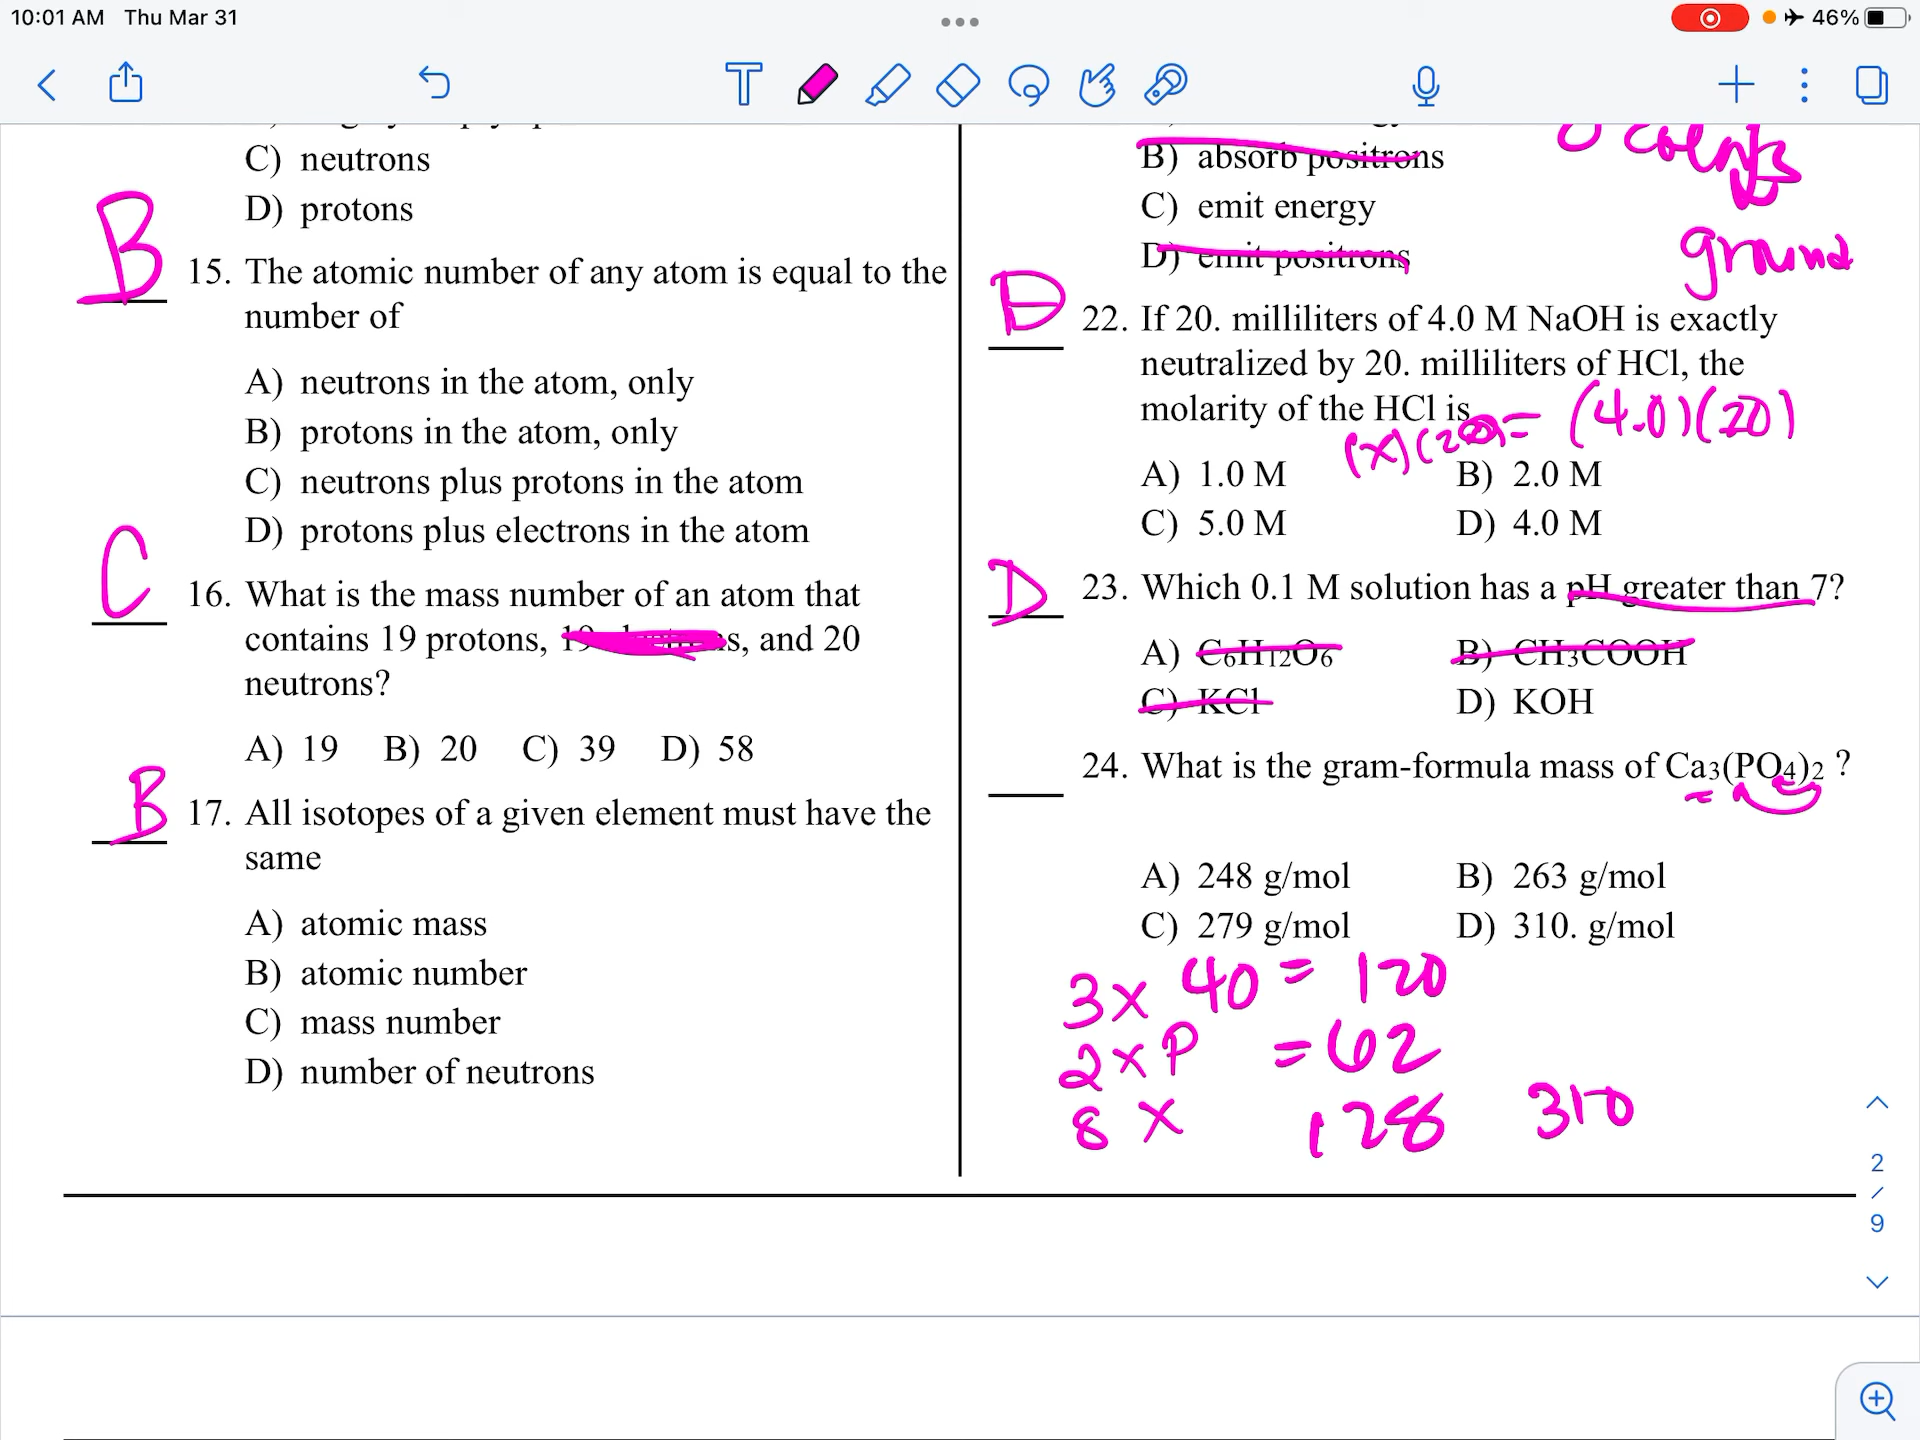 10:01 AM Thu Mar 31
46%
T
C) neutrons
D) protons
B
15. The atomic number of any atom is equal to the
number of
A) neutrons in the atom, only
B) protons in the atom, only
C) neutrons plus protons in the atom
D) protons plus electrons in the atom
C
16. What is the mass number of an atom that
contains 19 protons, 19 electrons, and 20
neutrons?
A) 19 B) 20 C) 39 D) 58
B
17. All isotopes of a given element must have the
same
A) atomic mass
B) atomic number
C) mass number
D) number of neutrons
B) absorb positrons
C) emit energy
D) emit positrons
ground
D
22. If 20. milliliters of 4.0 M NaOH is exactly
neutralized by 20. milliliters of HCl, the
molarity of the HCl is
(x)(20) = (4.0)(20)
A) 1.0 M B) 2.0 M
C) 5.0 M D) 4.0 M
D
23. Which 0.1 M solution has a pH greater than 7?
A) C6H12O6 B) CH3COOH
C) KCl D) KOH
24. What is the gram-formula mass of Ca3(PO4)2 ?
A) 248 g/mol B) 263 g/mol
C) 279 g/mol D) 310. g/mol
3 x 40 = 120
2 x P = 62
8 x 128 310
2
/
9